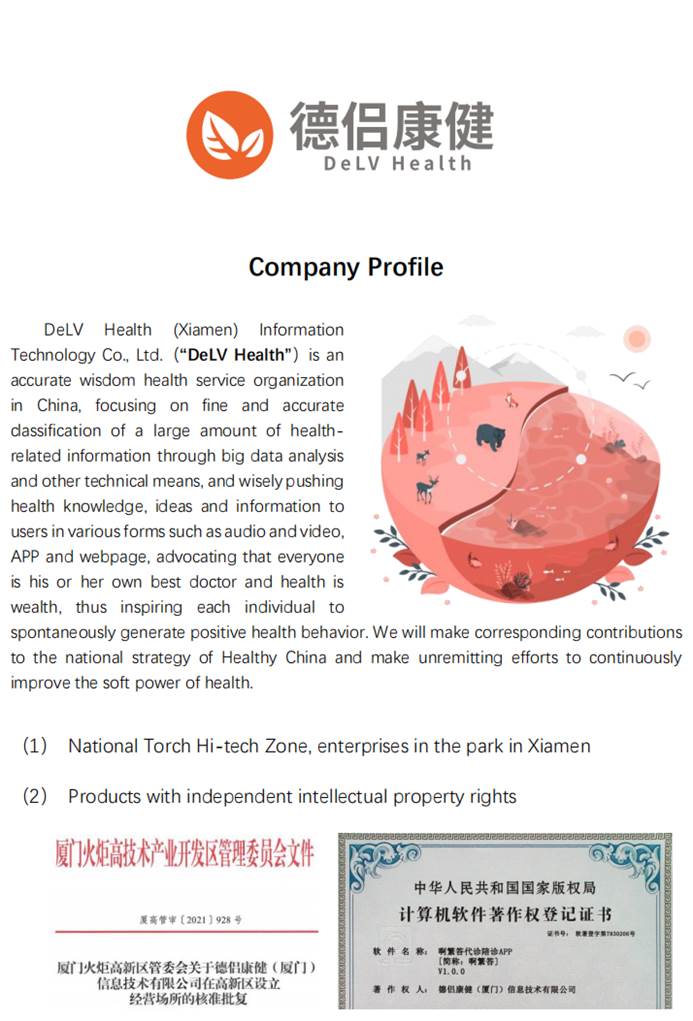 德侣康健
DeLV Health
Company Profile
DeLV Health (Xiamen) Information
Technology Co., Ltd. (“DeLV Health”) is an
accurate wisdom health service organization
in China, focusing on fine and accurate
classification of a large amount of health-
related information through big data analysis
and other technical means, and wisely pushing
health knowledge, ideas and information to
users in various forms such as audio and video,
APP and webpage, advocating that everyone
is his or her own best doctor and health is
wealth, thus inspiring each individual to
spontaneously generate positive health behavior. We will make corresponding contributions
to the national strategy of Healthy China and make unremitting efforts to continuously
improve the soft power of health.
(1) National Torch Hi-tech Zone, enterprises in the park in Xiamen
(2) Products with independent intellectual property rights
厦门火炬高技术产业开发区管理委员会文件
厦高管审〔2021〕928 号
厦门火炬高新区管委会关于德侣康健（厦门）
信息技术有限公司在高新区设立
经营场所的核准批复
中华人民共和国国家版权局
计算机软件著作权登记证书
证书号： 软著登字第7830206号
软 件 名 称： 啊繁答代诊陪诊APP
[简称：啊繁答]
V1.0.0
著 作 权 人： 德侣康健（厦门）信息技术有限公司